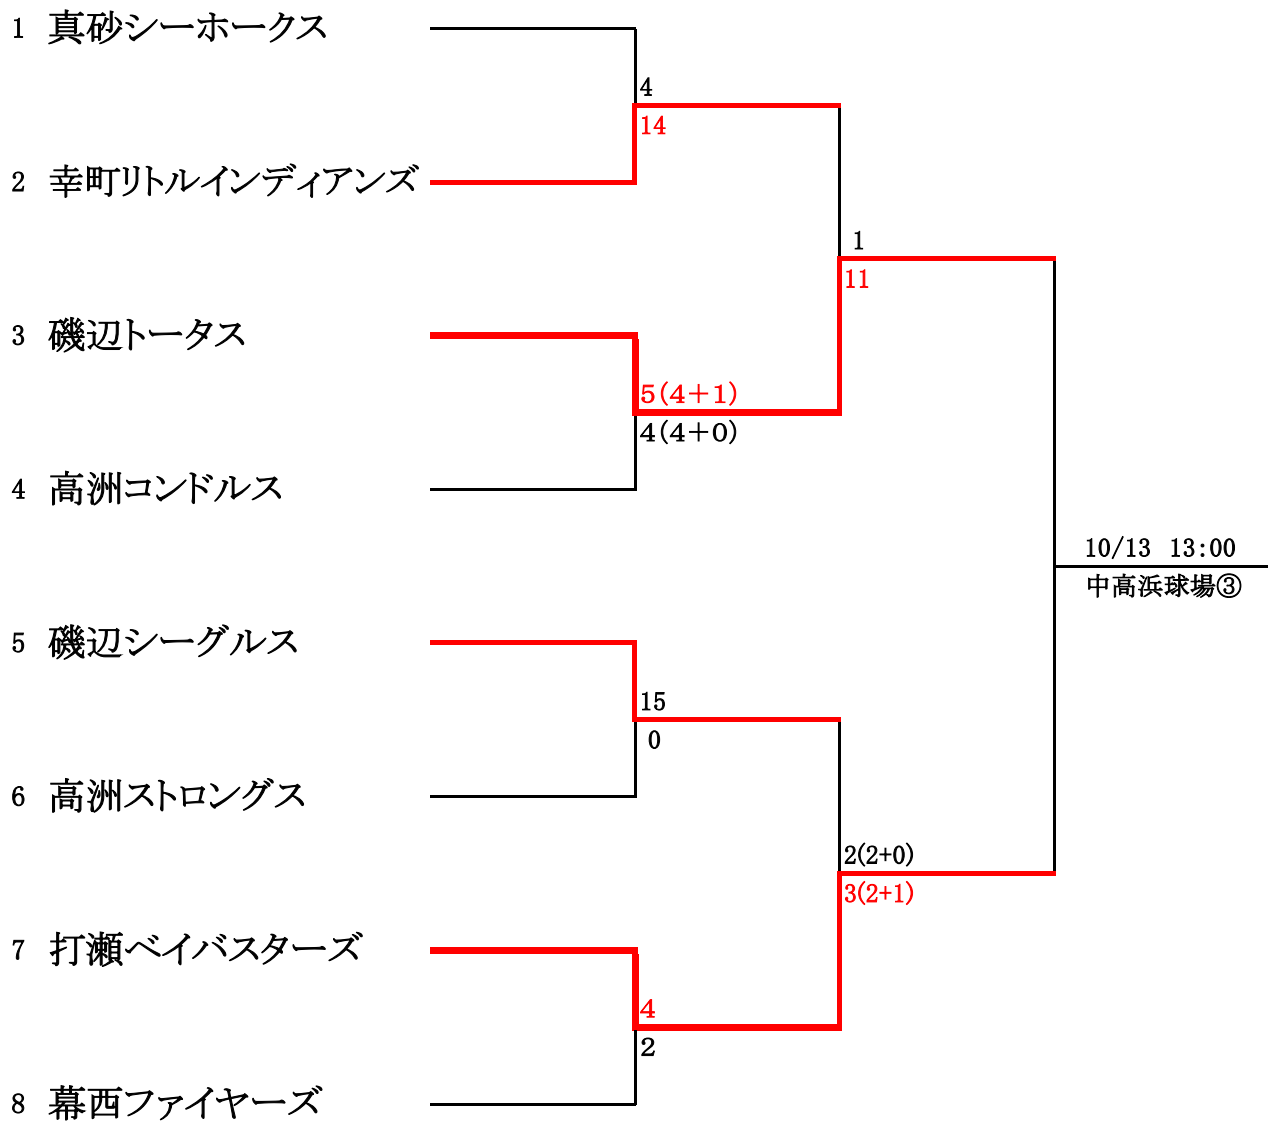 1 真砂シーホークス
4
14
2 幸町リトルインディアンズ
1
11
3 磯辺トータス
5(4+1)
4(4+0)
4 高洲コンドルス
10/13 13:00
中高浜球場③
5 磯辺シーグルス
15
0
6 高洲ストロングス
2(2+0)
3(2+1)
7 打瀬ベイバスターズ
4
2
8 幕西ファイヤーズ